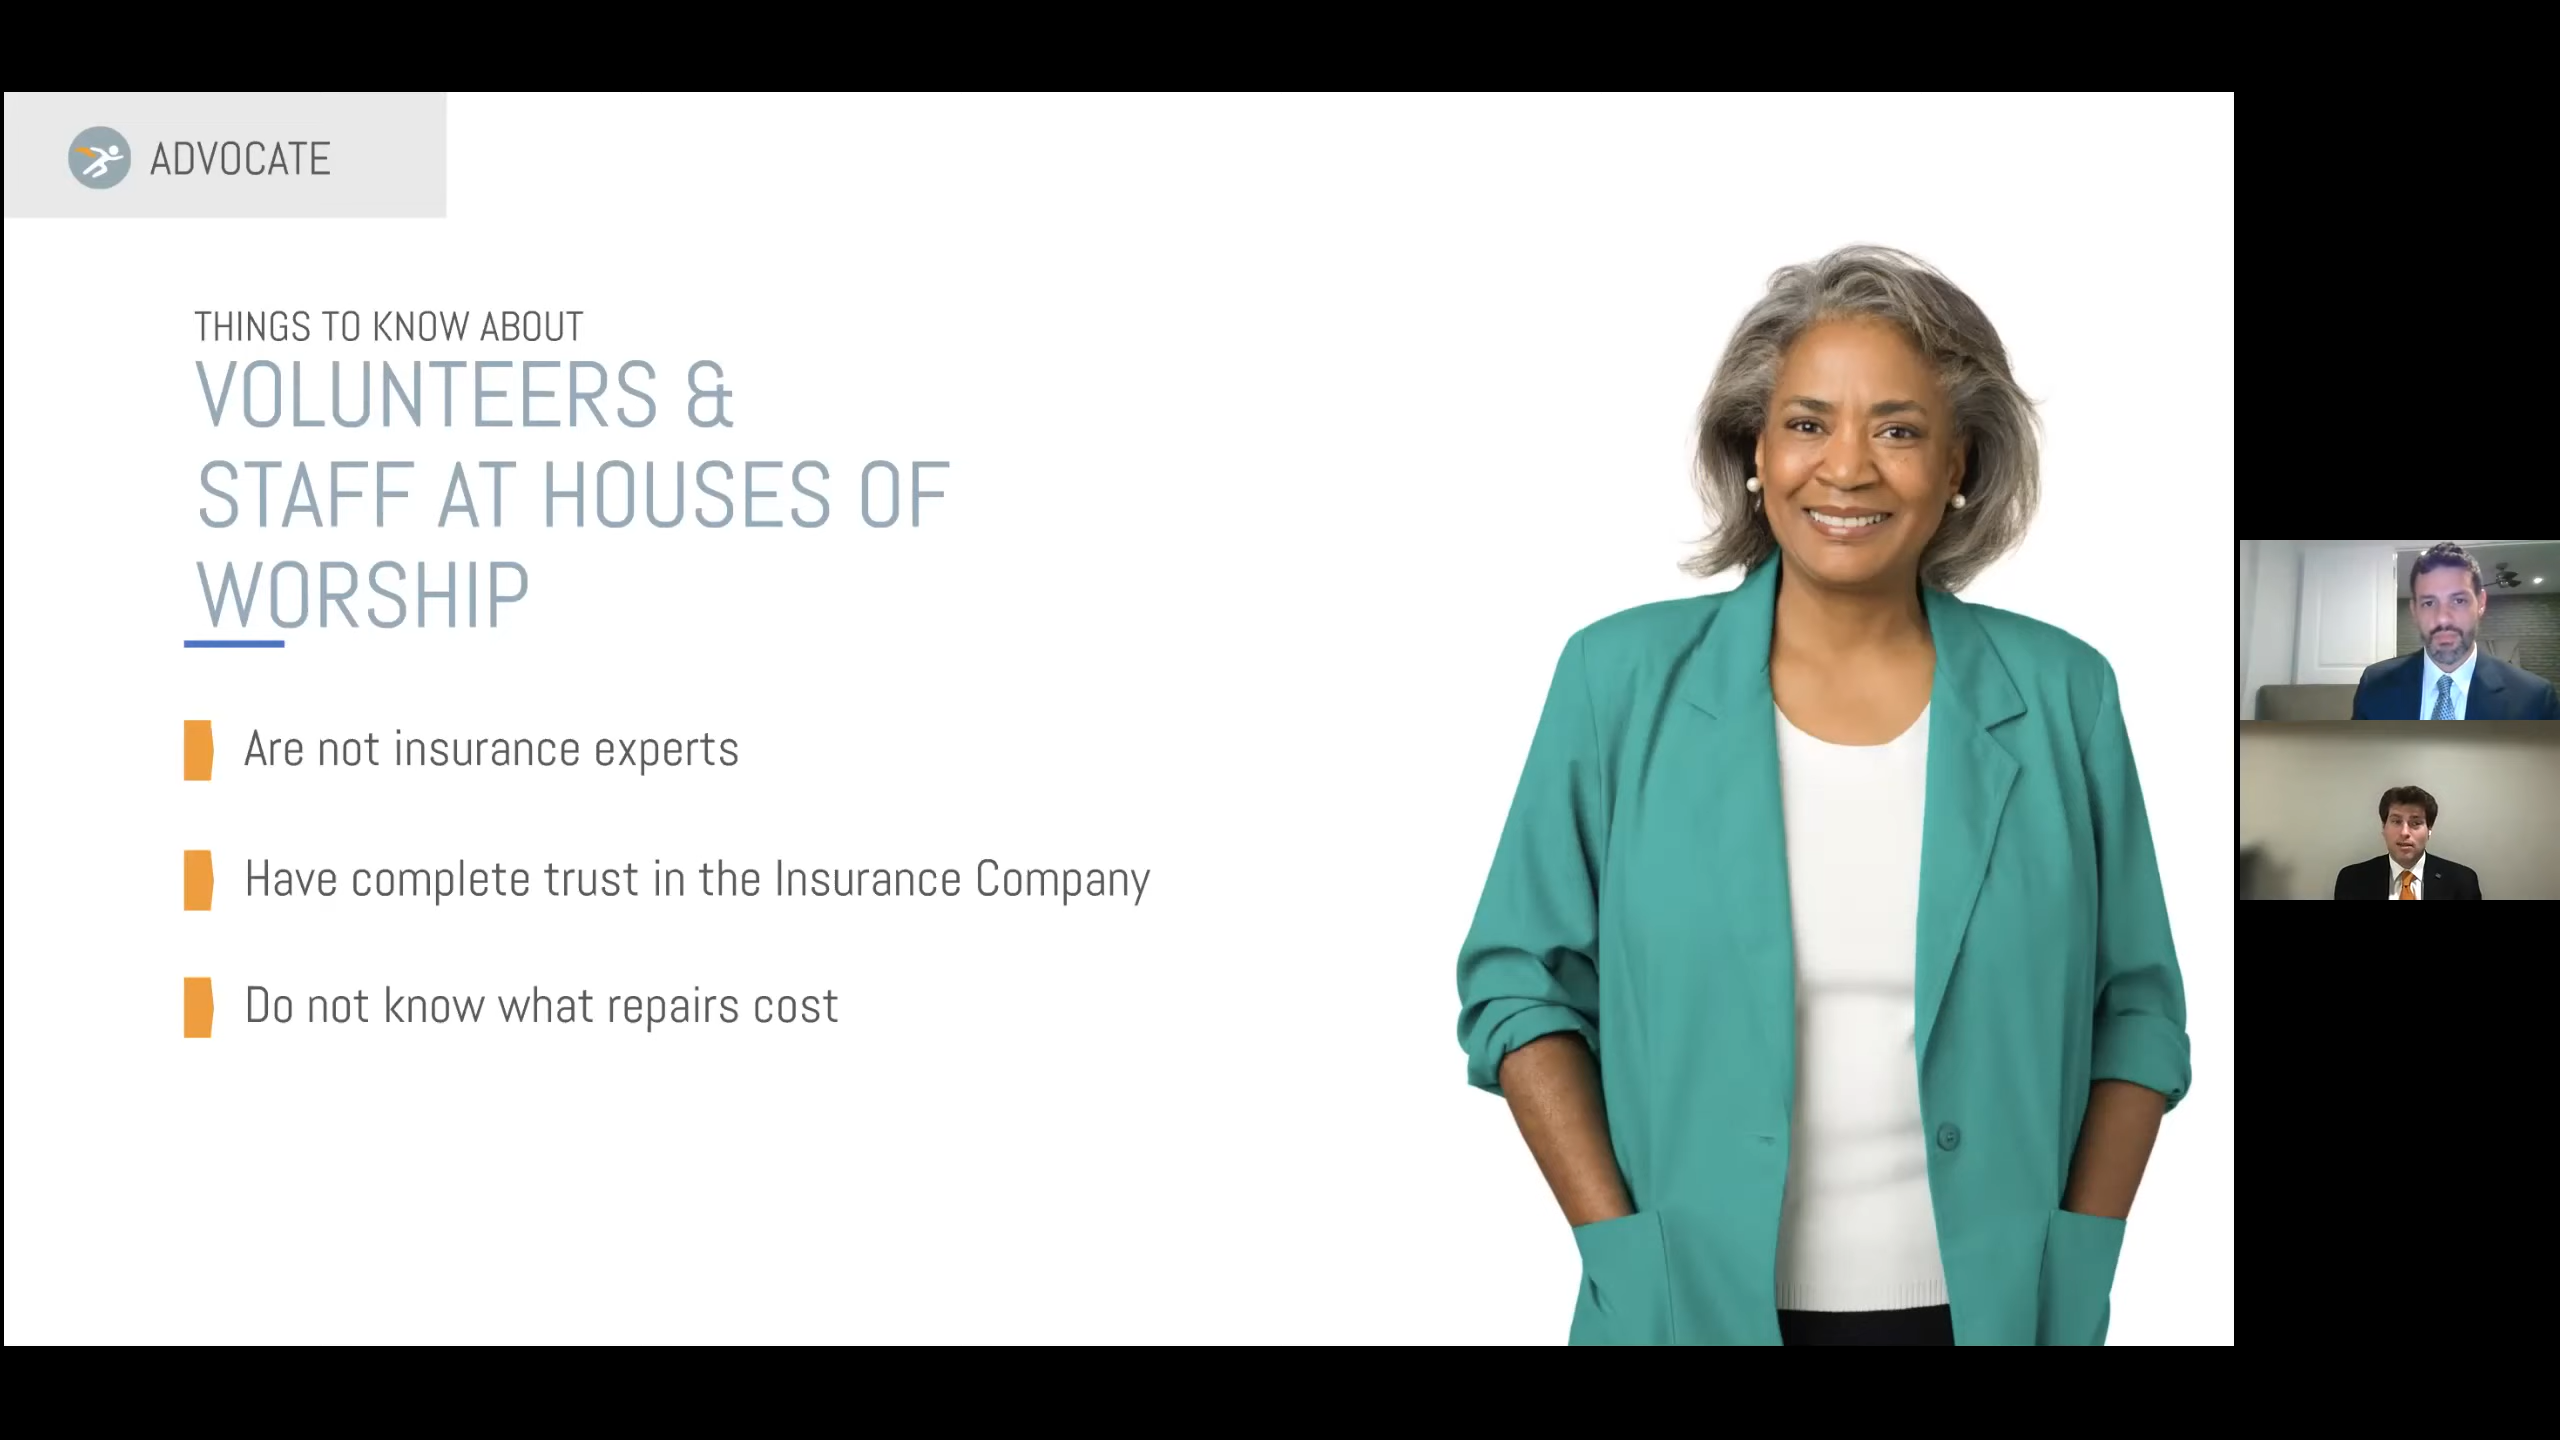 ADVOCATE
THINGS TO KNOW ABOUT
VOLUNTEERS &
STAFF AT HOUSES OF
WORSHIP
Are not insurance experts
Have complete trust in the Insurance Company
Do not know what repairs cost